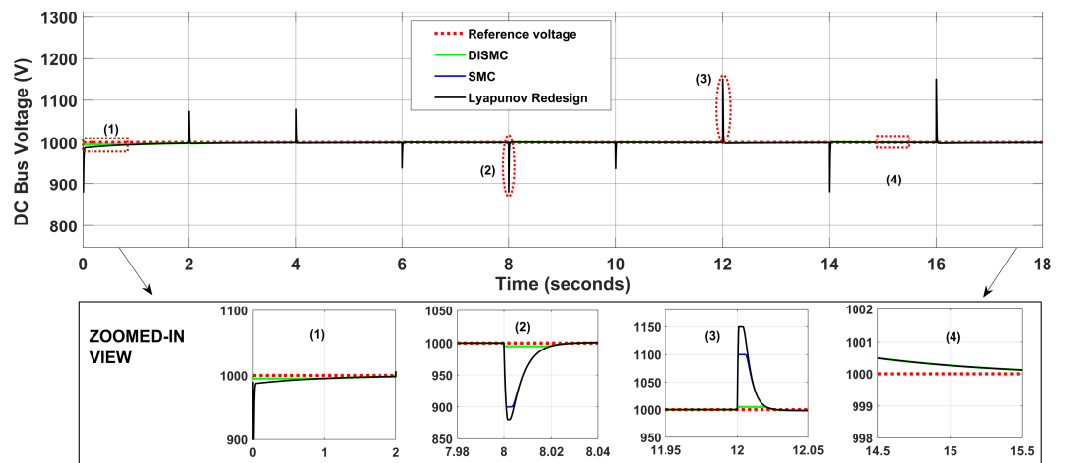 1300
1200
1100
1000
900
800
DC Bus Voltage (V)
Reference voltage
DISMC
SMC
Lyapunov Redesign
(1)
(2)
(3)
(4)
0 2 4 6 8 10 12 14 16 18
Time (seconds)
ZOOMED-IN
VIEW
1100
1000
900
(1)
0 1 2
1050
1000
950
900
850
(2)
7.98 8 8.02 8.04
1150
1100
1050
1000
950
(3)
11.95 12 12.05
1002
1001
1000
999
998
(4)
14.5 15 15.5